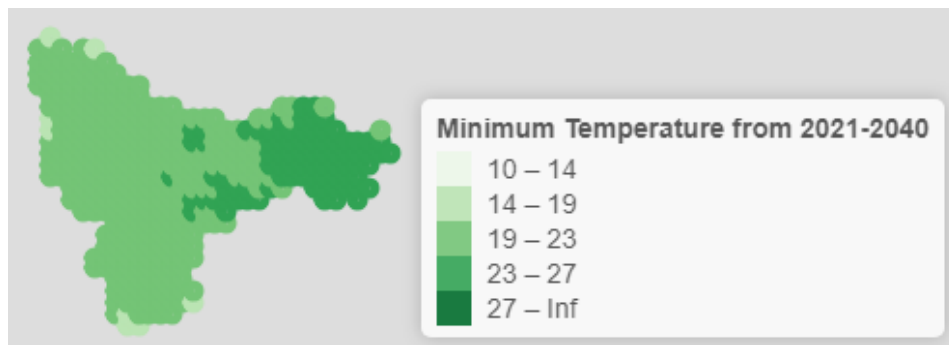 Minimum Temperature from 2021-2040
10 – 14
14 – 19
19 – 23
23 – 27
27 – Inf